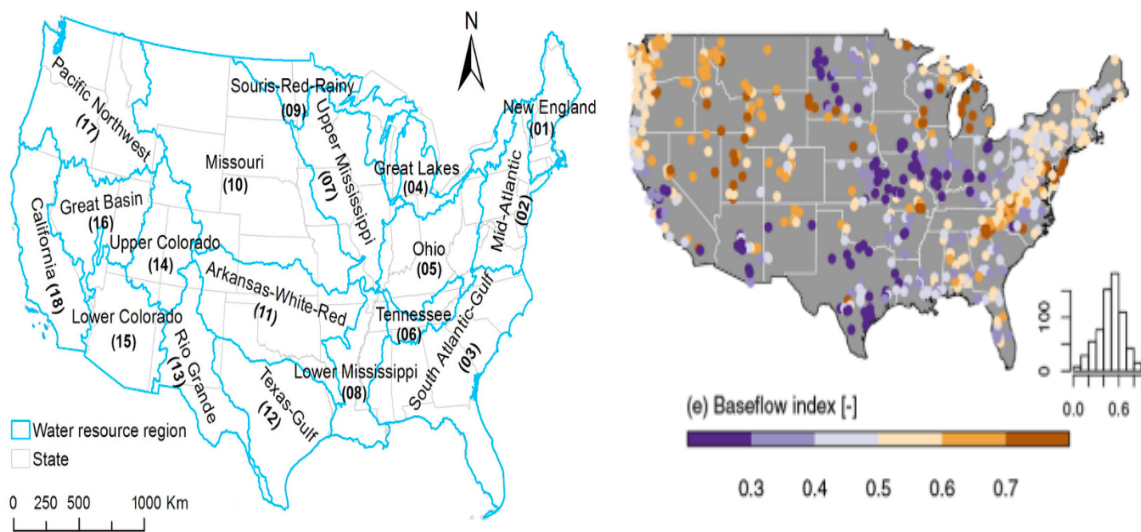 N
Pacific Northwest
(17)
Souris-Red-Rainy
(09)
New England
(01)
Upper Mississippi
(07)
Missouri
(10)
Great Lakes
(04)
Mid-Atlantic
(02)
Great Basin
(16)
California (18)
Upper Colorado
(14)
Ohio
(05)
Arkansas-White-Red
(11)
Tennessee
(06)
South Atlantic-Gulf
(03)
Lower Colorado
(15)
Rio Grande
(13)
Texas-Gulf
(12)
Lower Mississippi
(08)
Water resource region
State
0 250 500 1000 Km
100
0
0.0 0.6
(e) Baseflow index [-]
0.3 0.4 0.5 0.6 0.7